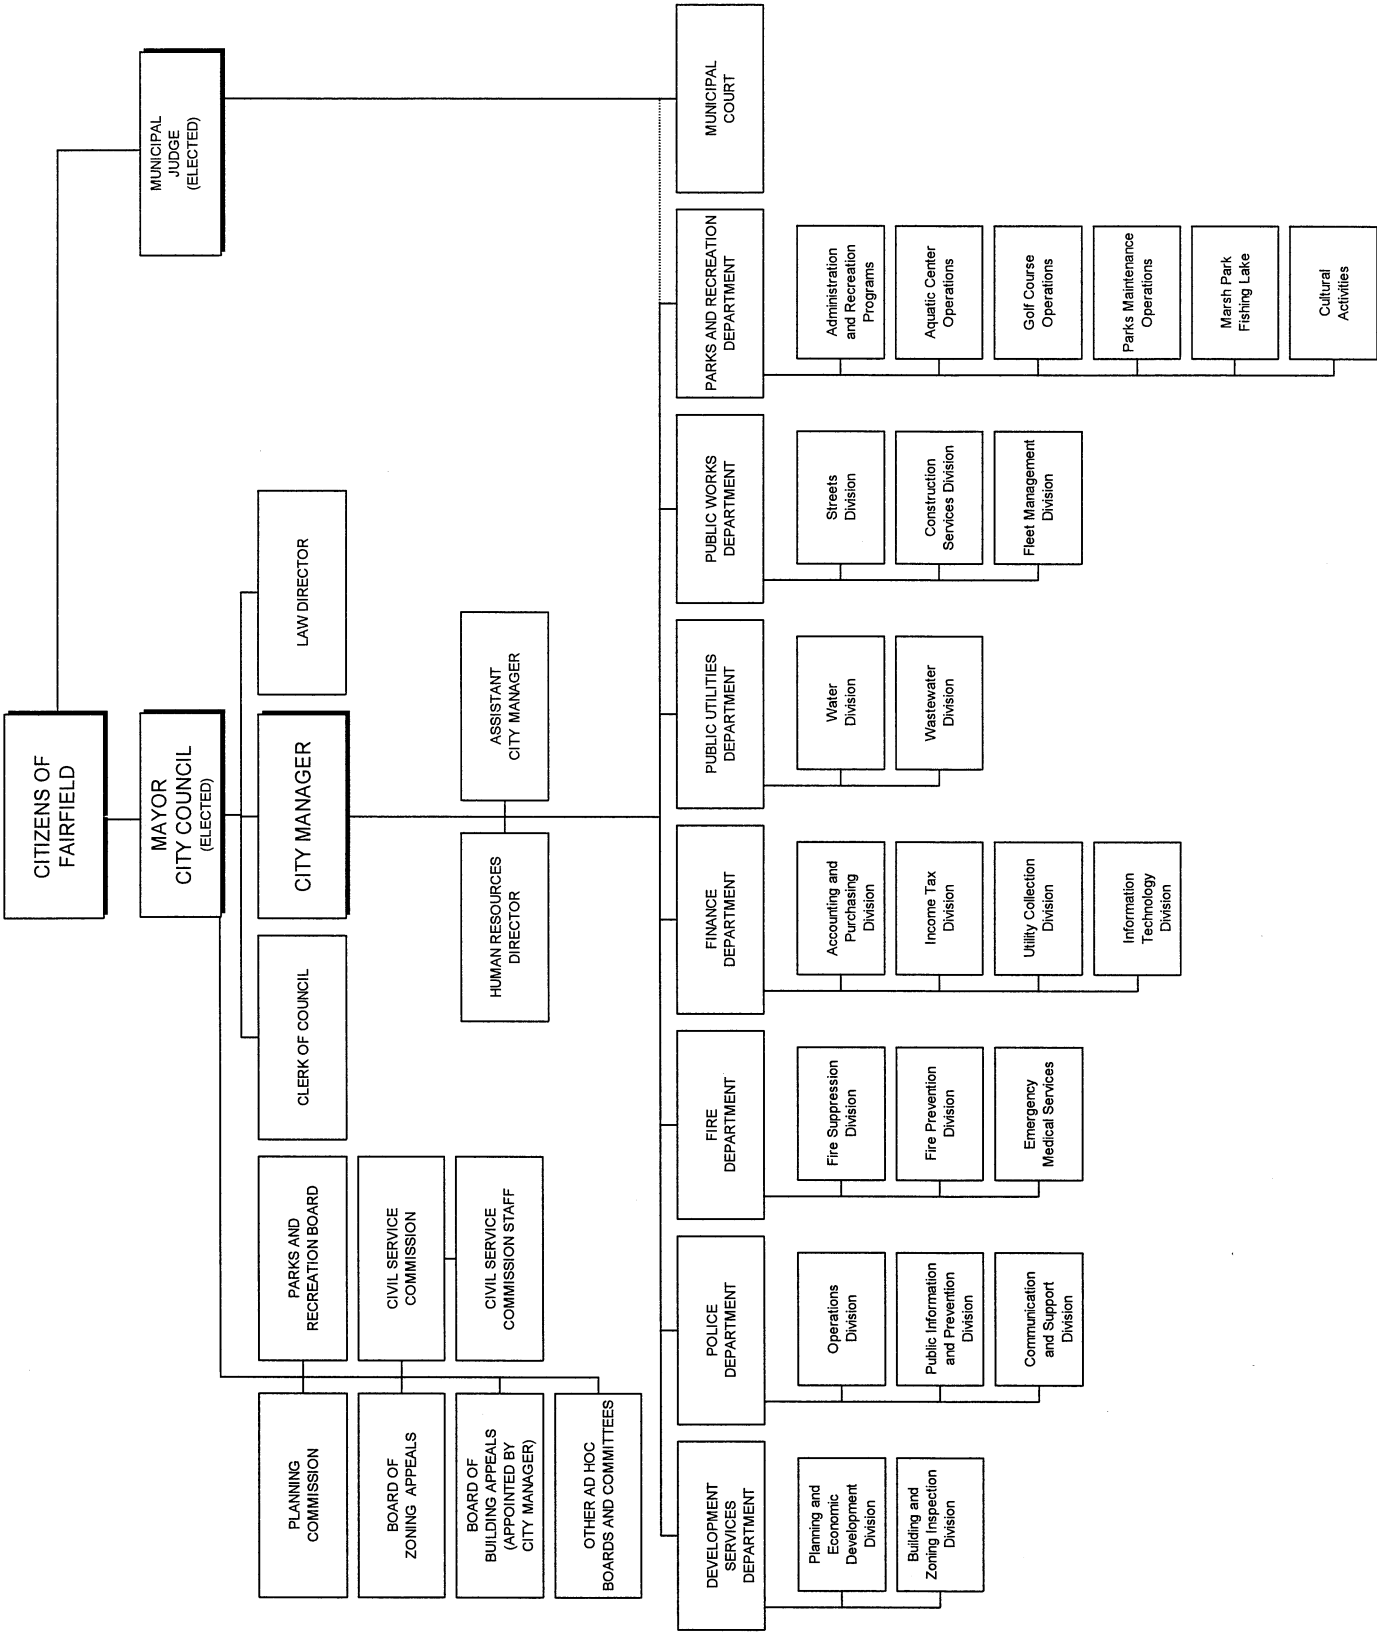 CITIZENS OF
FAIRFIELD
MAYOR
CITY COUNCIL
(ELECTED)
MUNICIPAL
JUDGE
(ELECTED)
PLANNING
COMMISSION
PARKS AND
RECREATION BOARD
CLERK OF COUNCIL
CITY MANAGER
LAW DIRECTOR
BOARD OF
ZONING APPEALS
CIVIL SERVICE
COMMISSION
BOARD OF
BUILDING APPEALS
(APPOINTED BY
CITY MANAGER)
CIVIL SERVICE
COMMISSION STAFF
HUMAN RESOURCES
DIRECTOR
ASSISTANT
CITY MANAGER
OTHER AD HOC
BOARDS AND COMMITTEES
DEVELOPMENT
SERVICES
DEPARTMENT
Planning and
Economic
Development
Division
Building and
Zoning Inspection
Division
POLICE
DEPARTMENT
Operations
Division
Public Information
and Prevention
Division
Communication
and Support
Division
FIRE
DEPARTMENT
Fire Suppression
Division
Fire Prevention
Division
Emergency
Medical Services
FINANCE
DEPARTMENT
Accounting and
Purchasing
Division
Income Tax
Division
Utility Collection
Division
Information
Technology
Division
PUBLIC UTILITIES
DEPARTMENT
Water
Division
Wastewater
Division
PUBLIC WORKS
DEPARTMENT
Streets
Division
Construction
Services Division
Fleet Management
Division
PARKS AND RECREATION
DEPARTMENT
Administration
and Recreation
Programs
Aquatic Center
Operations
Golf Course
Operations
Parks Maintenance
Operations
Marsh Park
Fishing Lake
Cultural
Activities
MUNICIPAL
COURT